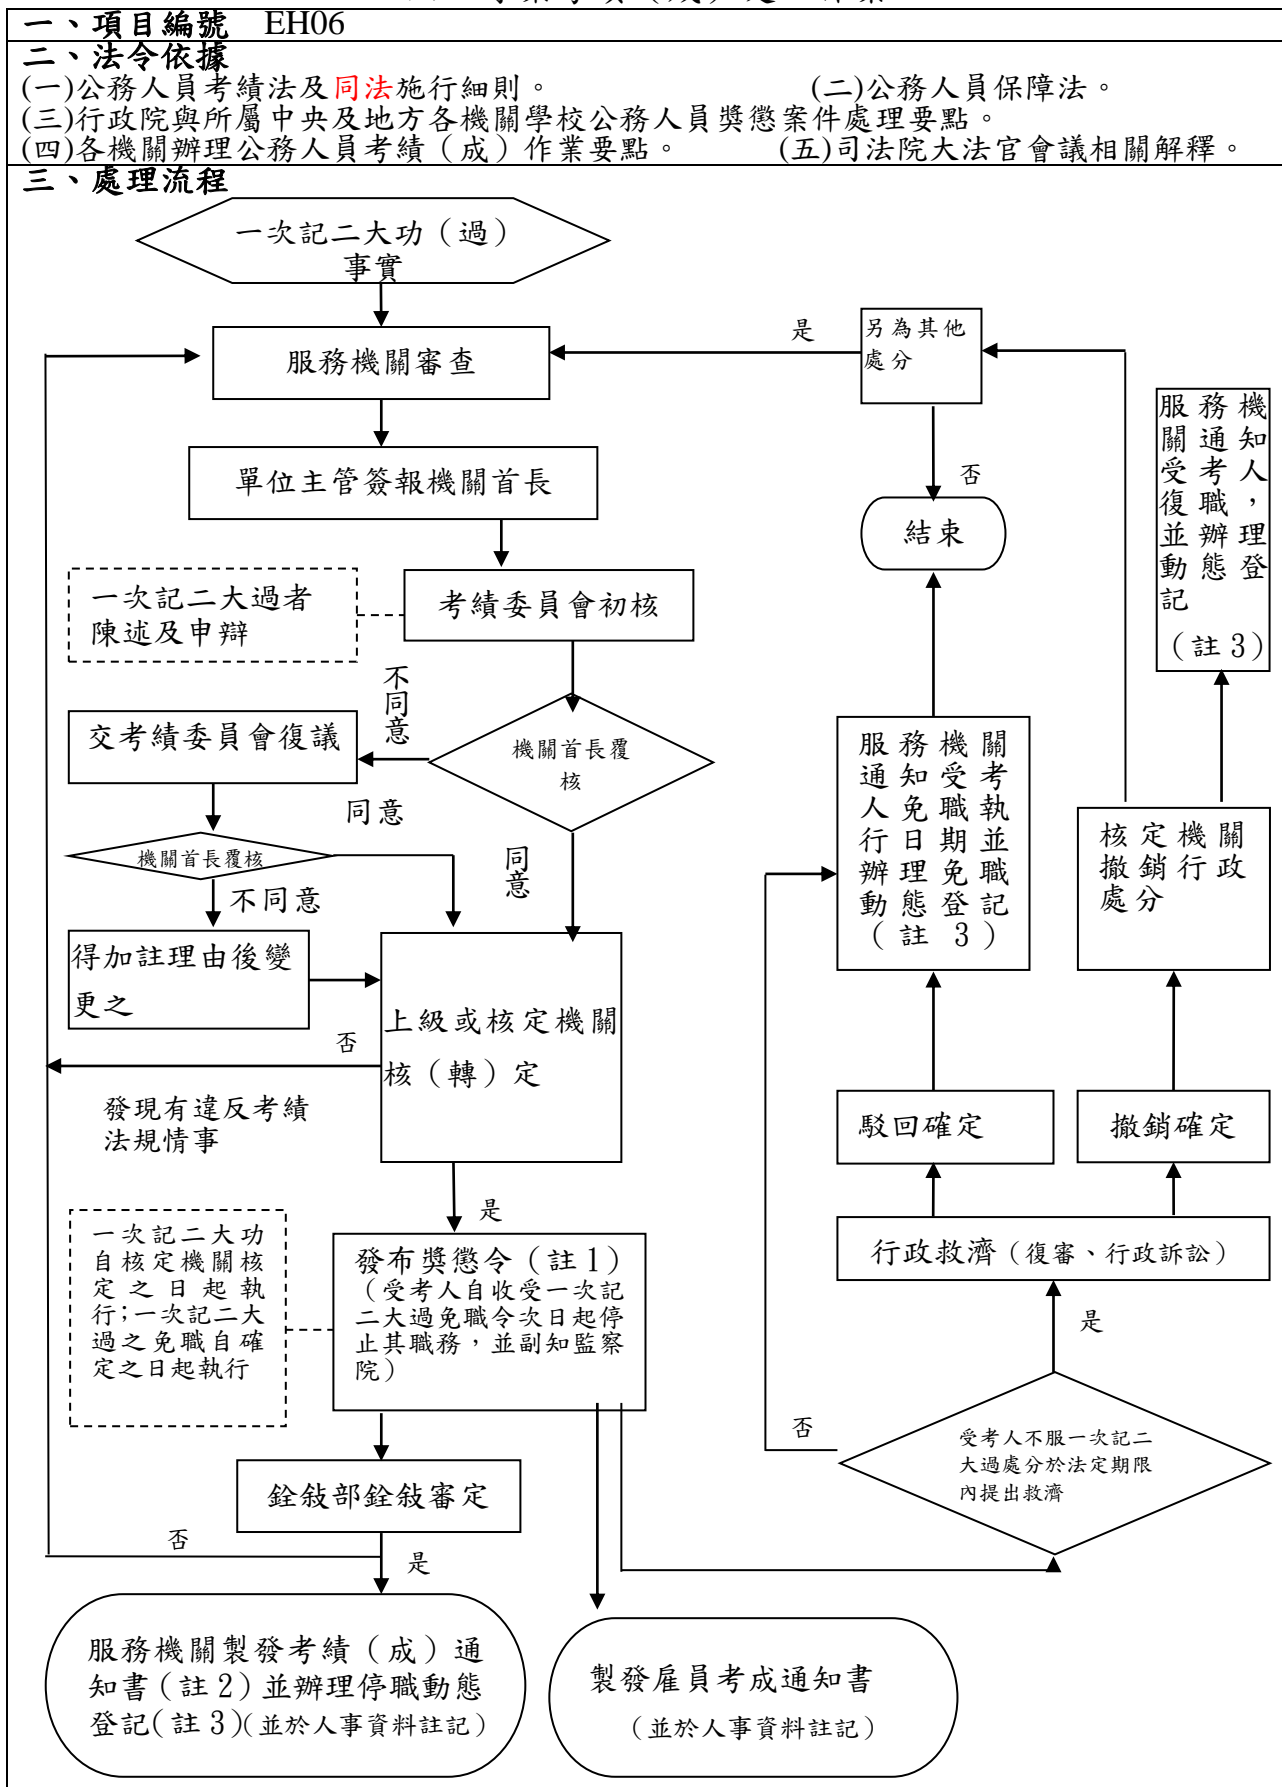 一、項目編號 EH06
二、法令依據
(一)公務人員考績法及同法施行細則。 (二)公務人員保障法。
(三)行政院與所屬中央及地方各機關學校公務人員獎懲案件處理要點。
(四)各機關辦理公務人員考績（成）作業要點。 (五)司法院大法官會議相關解釋。
三、處理流程
一次記二大功（過）
事實
服務機關審查
是
另為其他
處分
單位主管簽報機關首長
否
結束
服務機
關通知
受考人
復職，
並辦理
動態登
記
（註3）
一次記二大過者
陳述及申辯
考績委員會初核
不同意
交考績委員會復議
機關首長覆
核
同意
機關首長覆核
同意
不同意
得加註理由後變
更之
上級或核定機關
核（轉）定
否
發現有違反考績
法規情事
是
服務機關
通知受考
人免職執
行日期並
辦理免職
動態登記
（註3）
核定機關
撤銷行政
處分
駁回確定
撤銷確定
行政救濟（復審、行政訴訟）
是
一次記二大功
自核定機關核
定之日起執
行;一次記二大
過之免職自確
定之日起執行
發布獎懲令（註1）
（受考人自收受一次記
二大過免職令次日起停
止其職務，並副知監察
院）
否
受考人不服一次記二
大過處分於法定期限
內提出救濟
銓敍部銓敍審定
否
是
服務機關製發考績（成）通
知書(註2)並辦理停職動態
登記(註3)(並於人事資料註記)
製發雇員考成通知書
（並於人事資料註記）